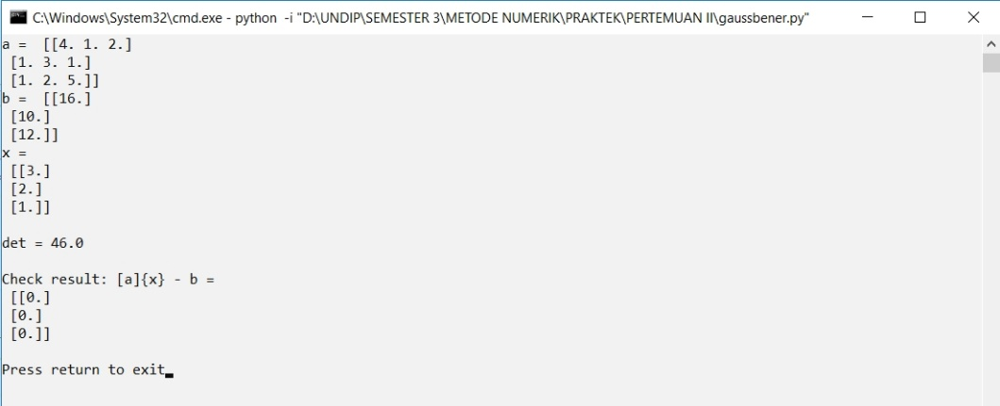 C:\Windows\System32\cmd.exe - python  -i "D:\UNDIP\SEMESTER 3\METODE NUMERIK\PRAKTEK\PERTEMUAN II\gaussbener.py"
a =  [[4. 1. 2.]
 [1. 3. 1.]
 [1. 2. 5.]]
b =  [[16.]
 [10.]
 [12.]]
x =
 [[3.]
 [2.]
 [1.]]
det = 46.0
Check result: [a]{x} - b =
 [[0.]
 [0.]
 [0.]]
Press return to exit